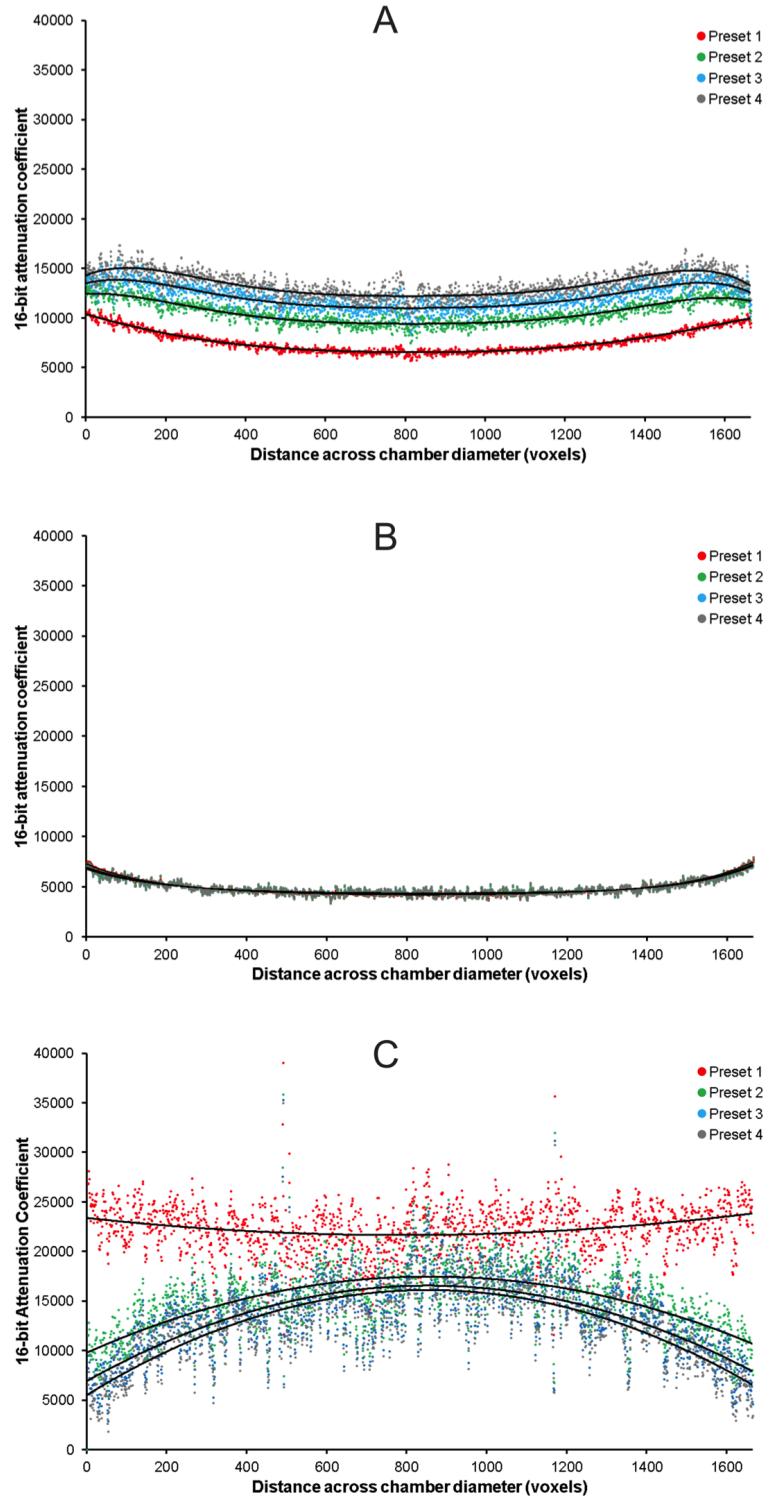 A
40000
35000
30000
25000
20000
15000
10000
5000
0
16-bit attenuation coefficient
Preset 1
Preset 2
Preset 3
Preset 4
0 200 400 600 800 1000 1200 1400 1600
Distance across chamber diameter (voxels)
B
40000
35000
30000
25000
20000
15000
10000
5000
0
16-bit attenuation coefficient
Preset 1
Preset 2
Preset 3
Preset 4
0 200 400 600 800 1000 1200 1400 1600
Distance across chamber diameter (voxels)
C
40000
35000
30000
25000
20000
15000
10000
5000
0
16-bit Attenuation Coefficient
Preset 1
Preset 2
Preset 3
Preset 4
0 200 400 600 800 1000 1200 1400 1600
Distance across chamber diameter (voxels)